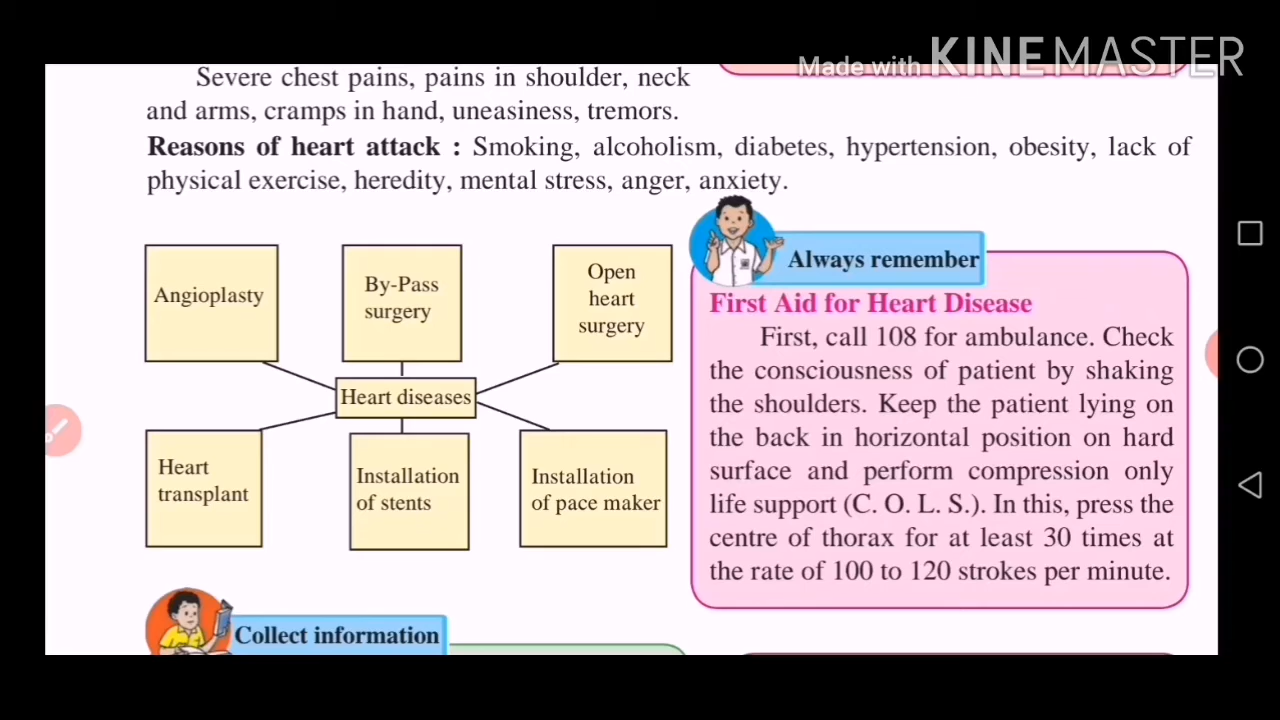 Made with KINEMASTER
Severe chest pains, pains in shoulder, neck
and arms, cramps in hand, uneasiness, tremors.
Reasons of heart attack : Smoking, alcoholism, diabetes, hypertension, obesity, lack of
physical exercise, heredity, mental stress, anger, anxiety.
Angioplasty
By-Pass
surgery
Open
heart
surgery
Heart diseases
Heart
transplant
Installation
of stents
Installation
of pace maker
Always remember
First Aid for Heart Disease
First, call 108 for ambulance. Check
the consciousness of patient by shaking
the shoulders. Keep the patient lying on
the back in horizontal position on hard
surface and perform compression only
life support (C. O. L. S.). In this, press the
centre of thorax for at least 30 times at
the rate of 100 to 120 strokes per minute.
Collect information